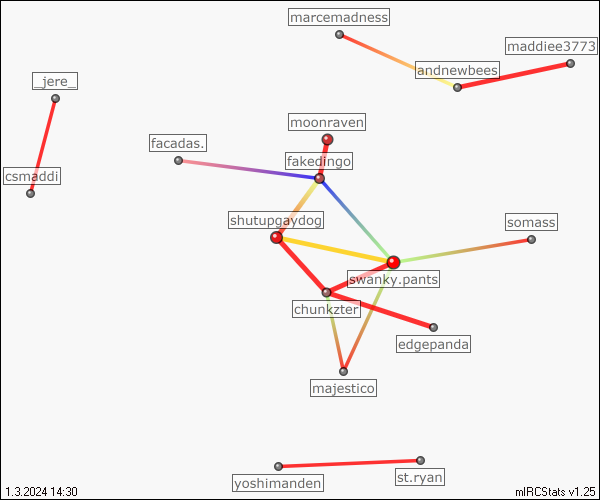 marcemadness
maddiee3773
andnewbees
_jere_
moonraven
facadas.
fakedingo
csmaddi
shutupgaydog
somass
swanky.pants
chunkzter
edgepanda
majestico
st.ryan
yoshimanden
1.3.2024 14:30
mIRCStats v1.25